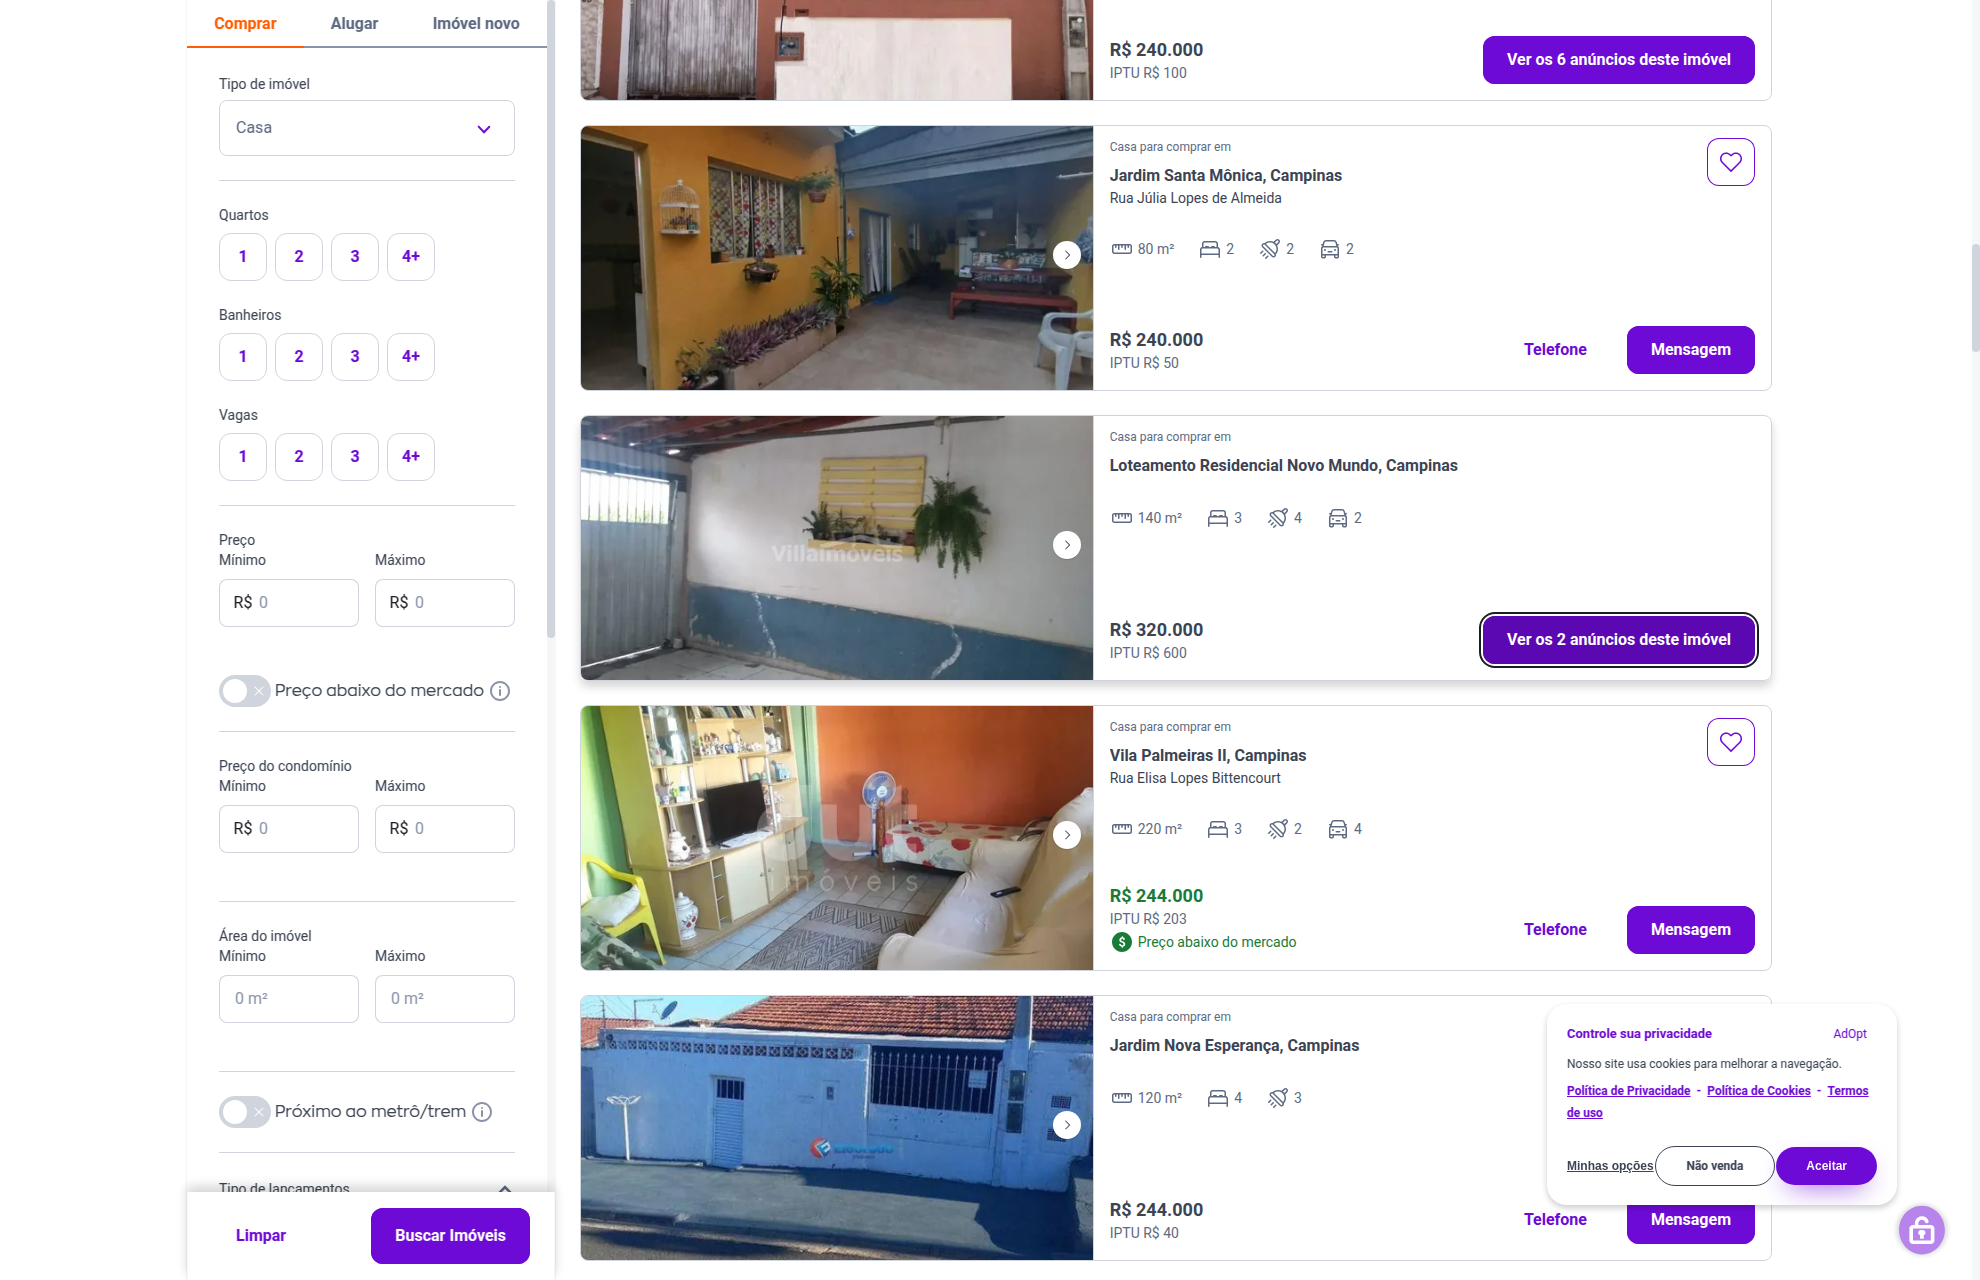 Comprar
Alugar
Imóvel novo
Tipo de imóvel
Casa
Quartos
1
2
3
4+
Banheiros
1
2
3
4+
Vagas
1
2
3
4+
Preço
Mínimo
Máximo
R$ 0
R$ 0
Preço abaixo do mercado
Preço do condomínio
Mínimo
Máximo
R$ 0
R$ 0
Área do imóvel
Mínimo
Máximo
0 m²
0 m²
Próximo ao metrô/trem
Tipo de lançamentos
Limpar
Buscar Imóveis
R$ 240.000
IPTU R$ 100
Ver os 6 anúncios deste imóvel
Casa para comprar em
Jardim Santa Mônica, Campinas
Rua Júlia Lopes de Almeida
80 m²
2
2
2
R$ 240.000
IPTU R$ 50
Telefone
Mensagem
Villaimóveis
Casa para comprar em
Loteamento Residencial Novo Mundo, Campinas
140 m²
3
4
2
R$ 320.000
IPTU R$ 600
Ver os 2 anúncios deste imóvel
imóveis
Casa para comprar em
Vila Palmeiras II, Campinas
Rua Elisa Lopes Bittencourt
220 m²
3
2
4
R$ 244.000
IPTU R$ 203
Preço abaixo do mercado
Telefone
Mensagem
Casa para comprar em
Jardim Nova Esperança, Campinas
120 m²
4
3
R$ 244.000
IPTU R$ 40
Telefone
Mensagem
Controle sua privacidade
AdOpt
Nosso site usa cookies para melhorar a navegação.
Política de Privacidade - Política de Cookies - Termos
de uso
Minhas opções
Não venda
Aceitar